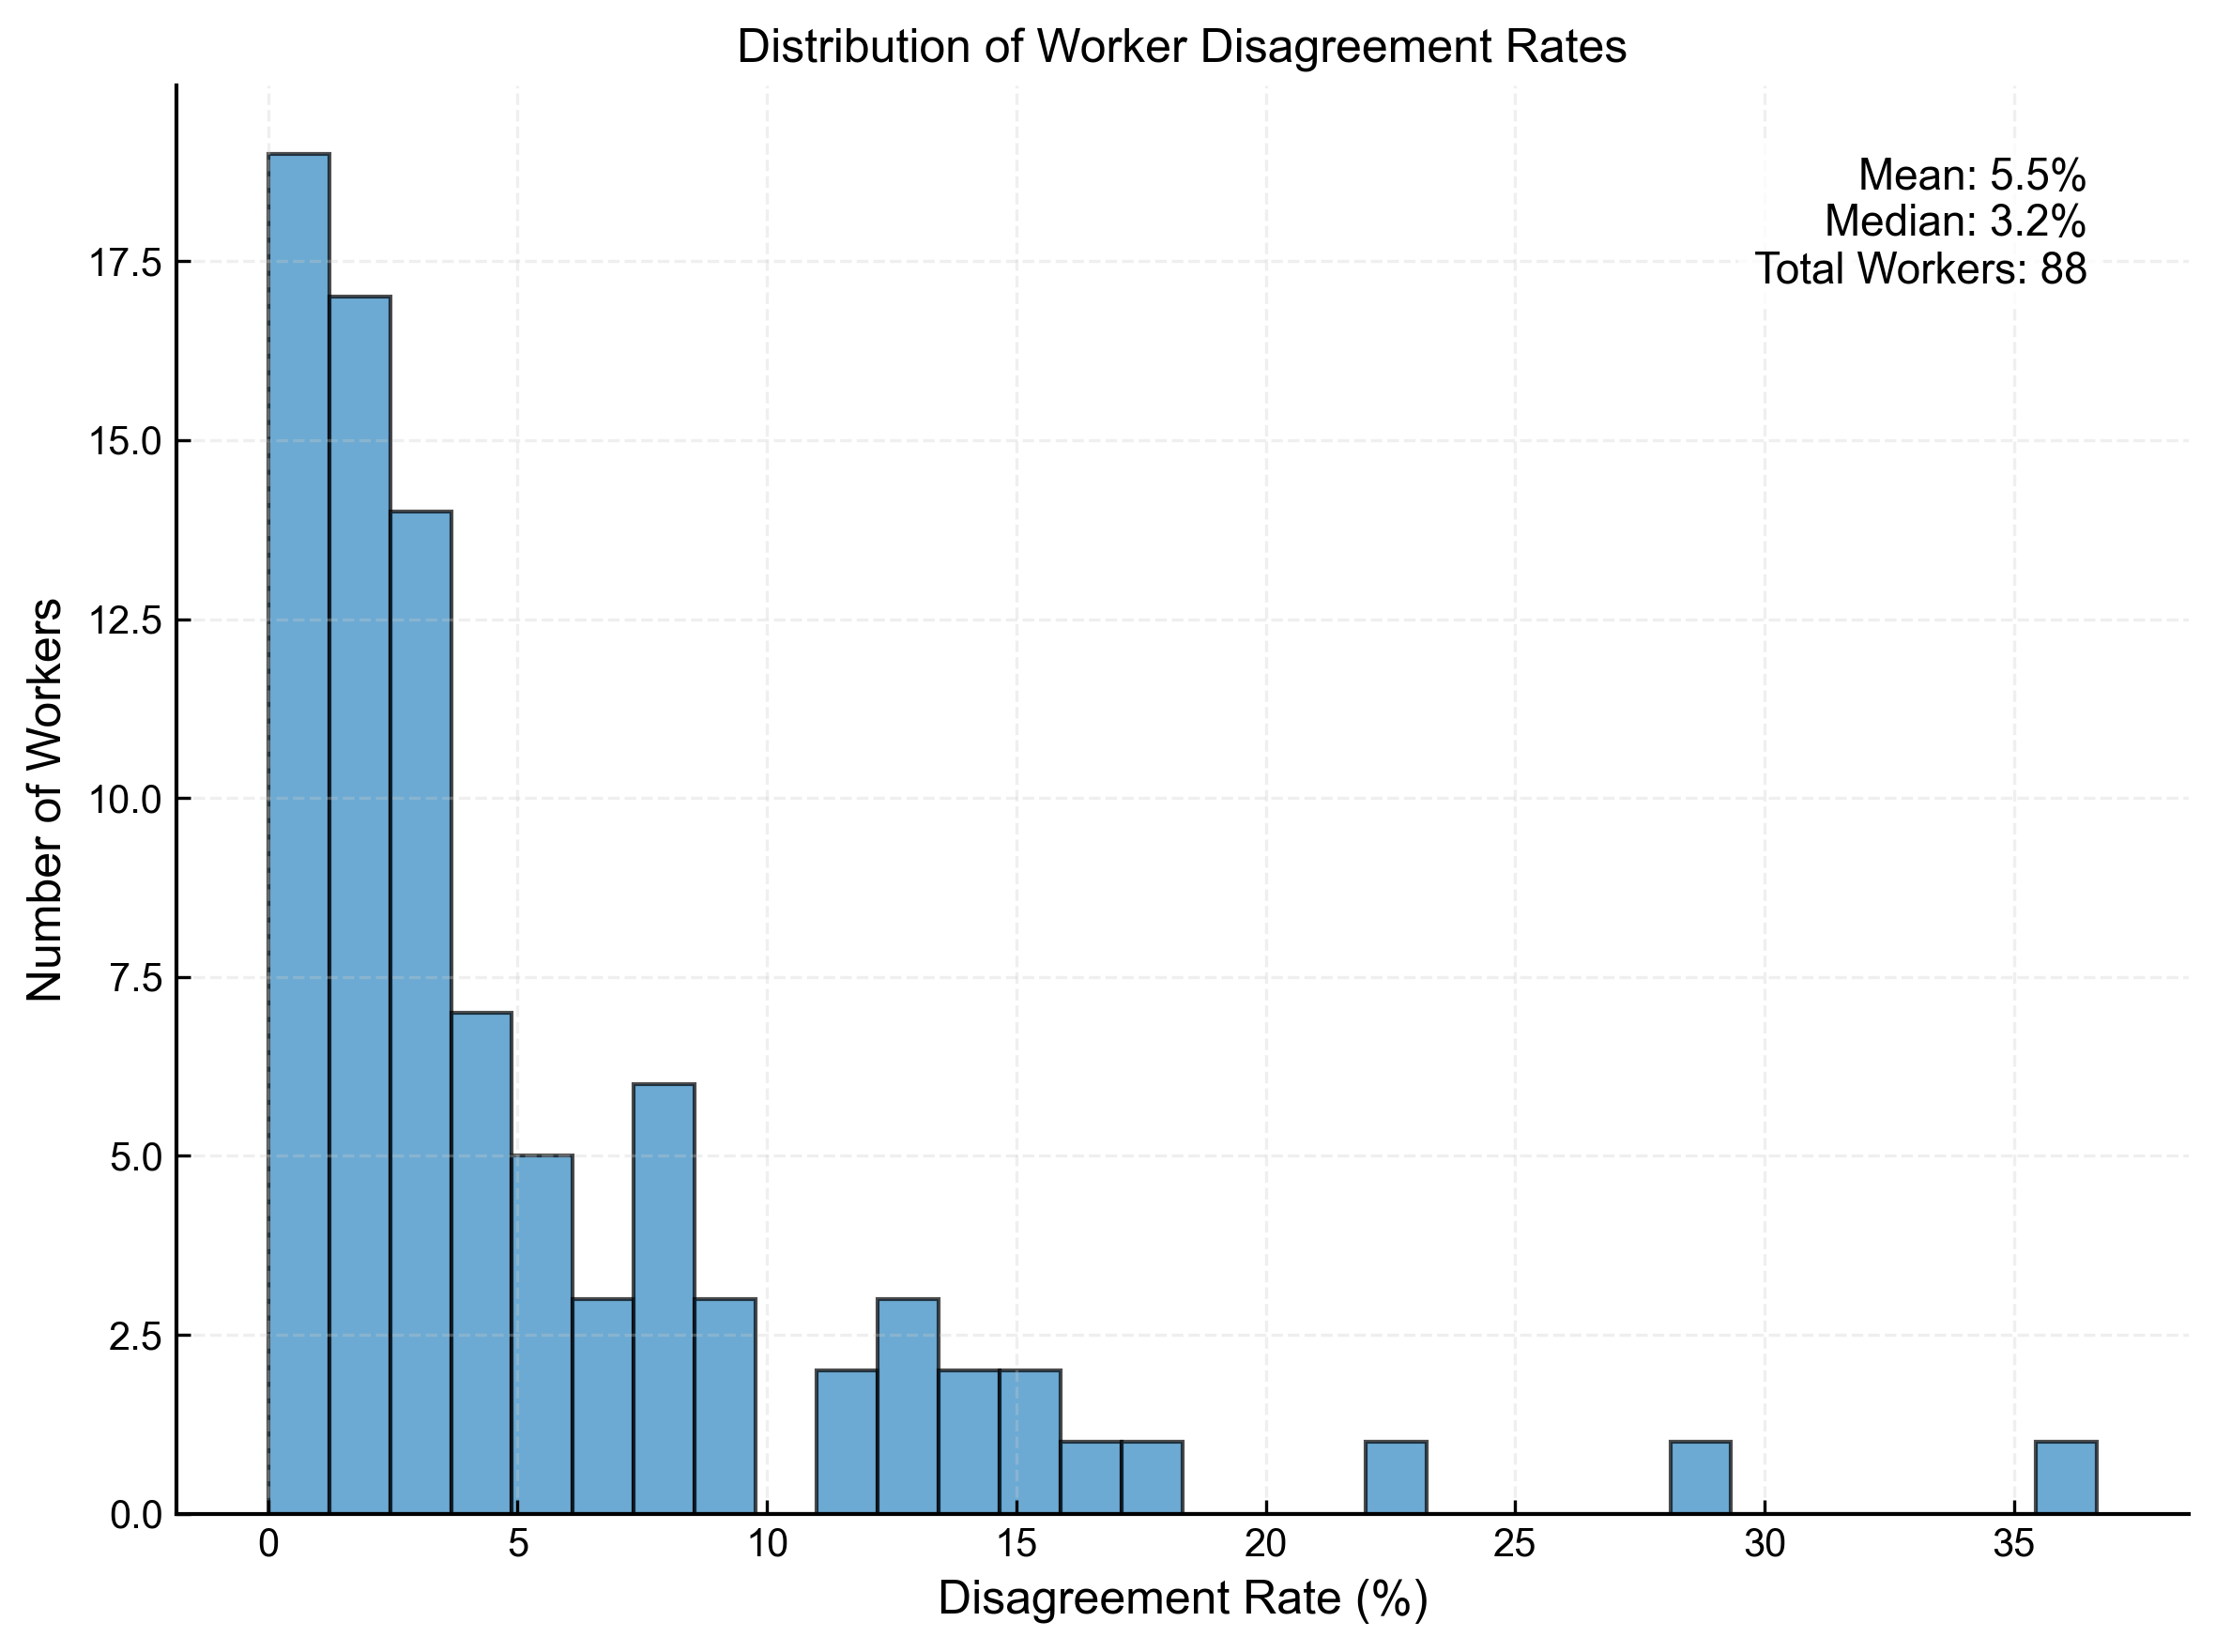 Distribution of Worker Disagreement Rates
Mean: 5.5%
Median: 3.2%
Total Workers: 88
Number of Workers
17.5
15.0
12.5
10.0
7.5
5.0
2.5
0.0
0 5 10 15 20 25 30 35
Disagreement Rate (%)